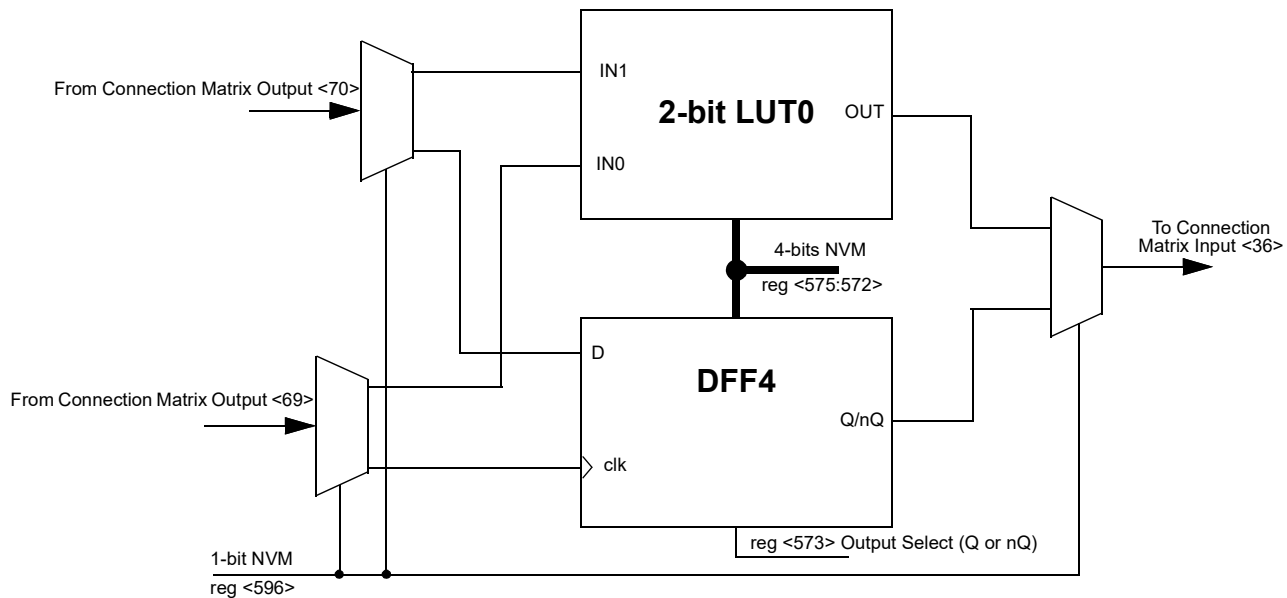 From Connection Matrix Output <70>
IN1
2-bit LUT0
OUT
IN0
4-bits NVM
reg <575:572>
To Connection
Matrix Input <36>
D
DFF4
From Connection Matrix Output <69>
Q/nQ
clk
reg <573> Output Select (Q or nQ)
1-bit NVM
reg <596>